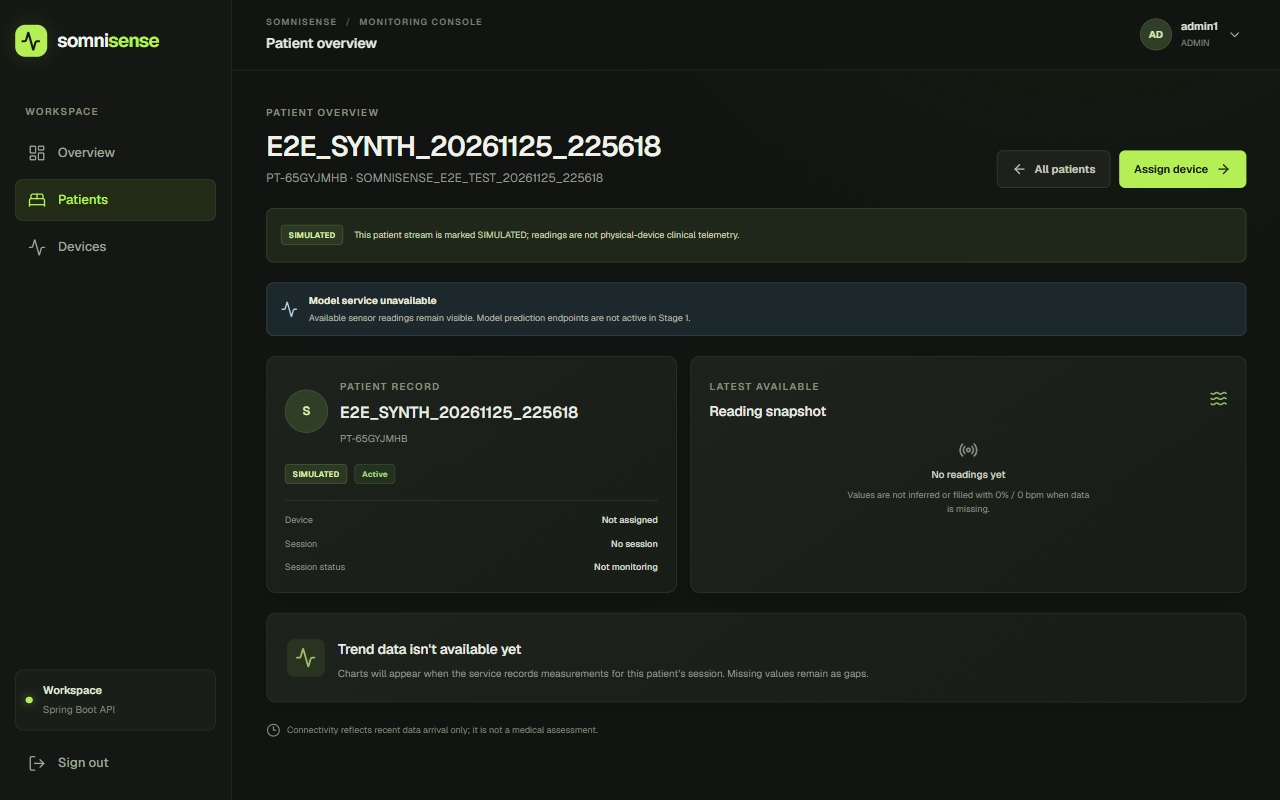 somnisense
WORKSPACE
Overview
Patients
Devices
Workspace
Spring Boot API
Sign out
SOMNISENSE / MONITORING CONSOLE
Patient overview
AD
admin1
ADMIN
PATIENT OVERVIEW
E2E_SYNTH_20261125_225618
PT-65GYJMHB · SOMNISENSE_E2E_TEST_20261125_225618
All patients
Assign device
SIMULATED
This patient stream is marked SIMULATED; readings are not physical-device clinical telemetry.
Model service unavailable
Available sensor readings remain visible. Model prediction endpoints are not active in Stage 1.
S
PATIENT RECORD
E2E_SYNTH_20261125_225618
PT-65GYJMHB
SIMULATED
Active
Device Not assigned
Session No session
Session status Not monitoring
LATEST AVAILABLE
Reading snapshot
No readings yet
Values are not inferred or filled with 0% / 0 bpm when data
is missing.
Trend data isn't available yet
Charts will appear when the service records measurements for this patient's session. Missing values remain as gaps.
Connectivity reflects recent data arrival only; it is not a medical assessment.